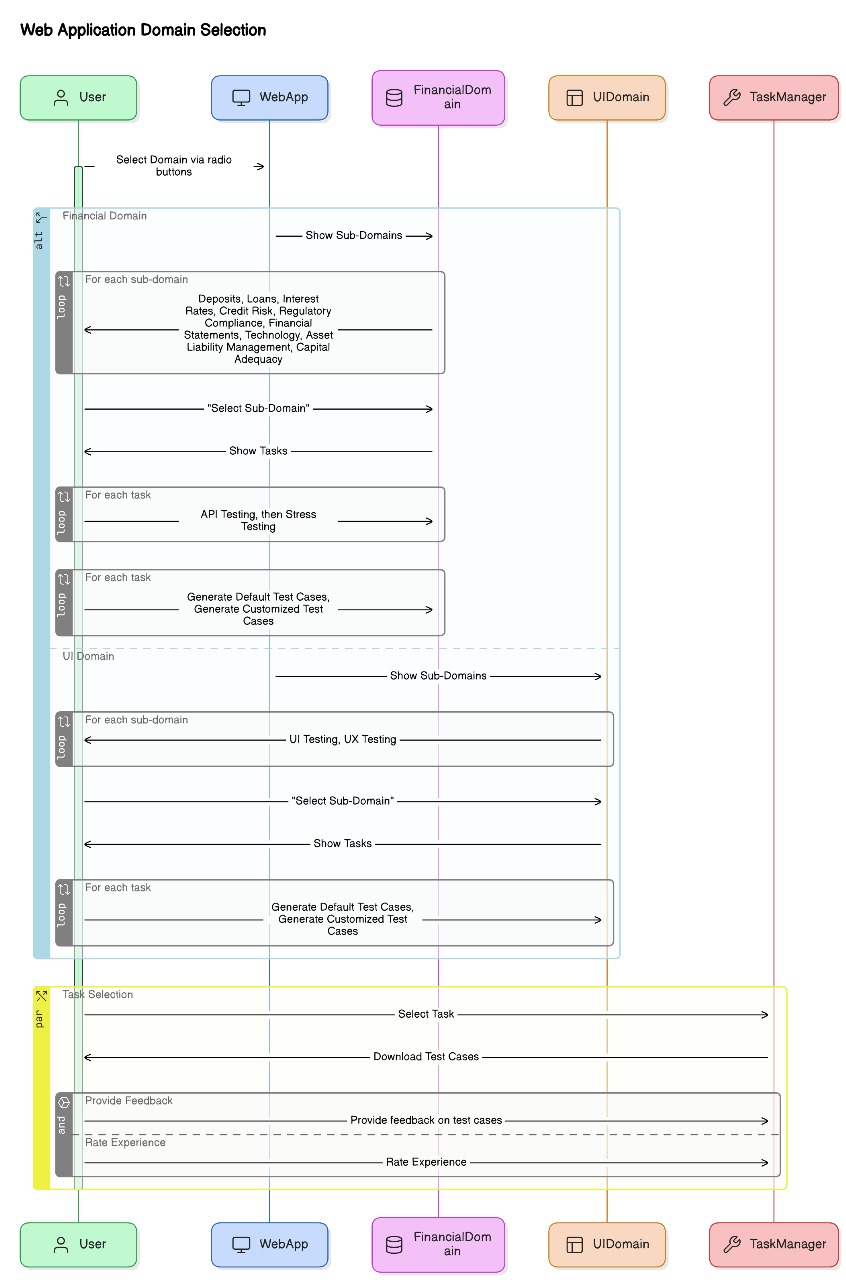 Web Application Domain Selection
User
WebApp
FinancialDom
ain
UIDomain
TaskManager
Select Domain via radio
buttons
alt
Financial Domain
Show Sub-Domains
loop
For each sub-domain
Deposits, Loans, Interest
Rates, Credit Risk, Regulatory
Compliance, Financial
Statements, Technology, Asset
Liability Management, Capital
Adequacy
"Select Sub-Domain"
Show Tasks
loop
For each task
API Testing, then Stress
Testing
loop
For each task
Generate Default Test Cases,
Generate Customized Test
Cases
UI Domain
Show Sub-Domains
loop
For each sub-domain
UI Testing, UX Testing
"Select Sub-Domain"
Show Tasks
loop
For each task
Generate Default Test Cases,
Generate Customized Test
Cases
par
Task Selection
Select Task
Download Test Cases
and
Provide Feedback
Provide feedback on test cases
Rate Experience
Rate Experience
User
WebApp
FinancialDom
ain
UIDomain
TaskManager